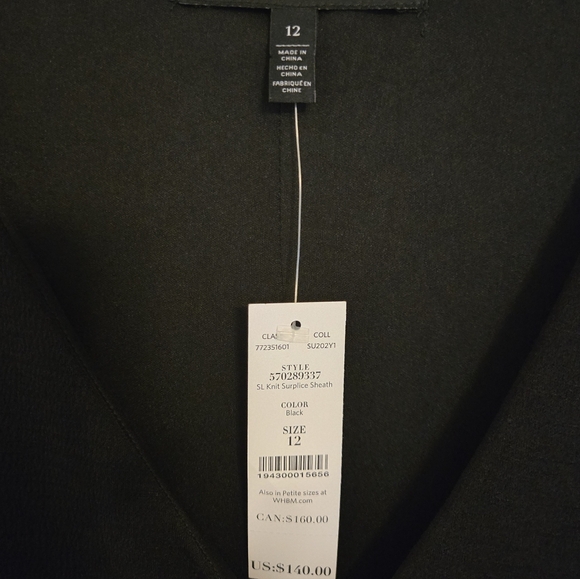 12
MADE IN
CHINA
HECHO EN
CHINA
FABRIQUÉ EN
CHINE
COLL
772351601 SU202Y1
STYLE
570289337
SL Knit Surplice Sheath
COLOR
Black
SIZE
12
194300015656
Also in Petite sizes at
WHBM.com
CAN:$160.00
US:$140.00